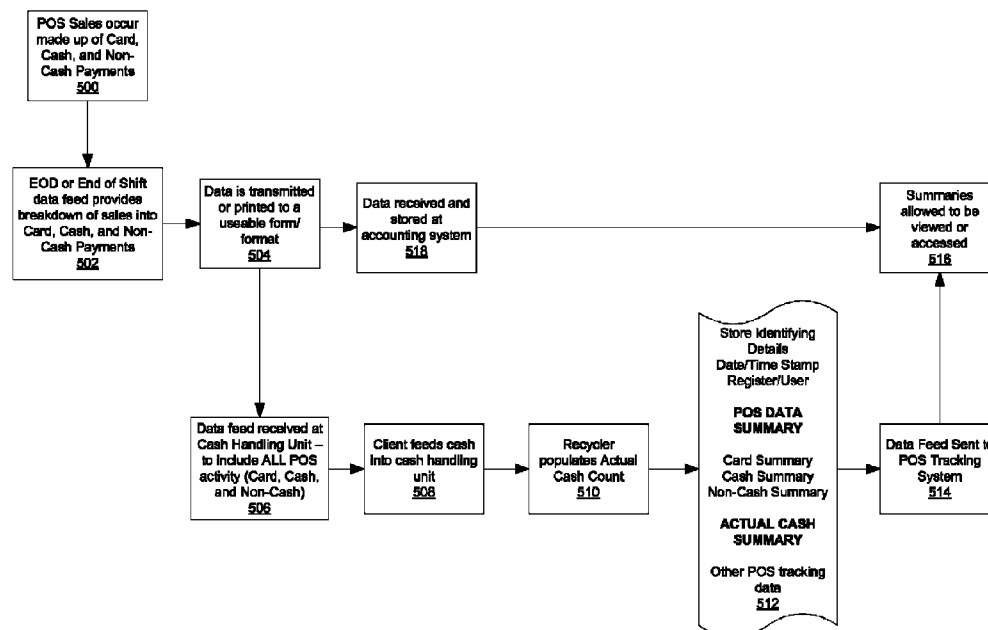 POS Sales occur
made up of Card,
Cash, and Non-
Cash Payments
500
EOD or End of Shift
data feed provides
breakdown of sales into
Card, Cash, and Non-
Cash Payments
502
Data is transmitted
or printed to a
useable form/
format
504
Data received and
stored at
accounting system
518
Summaries
allowed to be
viewed or
accessed
516
Data feed received at
Cash Handling Unit –
to include ALL POS
activity (Card, Cash,
and Non-Cash)
506
Client feeds cash
into cash handling
unit
508
Recycler
populates Actual
Cash Count
510
Store Identifying
Details
Date/Time Stamp
Register/User
POS DATA
SUMMARY
Card Summary
Cash Summary
Non-Cash Summary
ACTUAL CASH
SUMMARY
Other POS tracking
data
512
Data Feed Sent to
POS Tracking
System
514